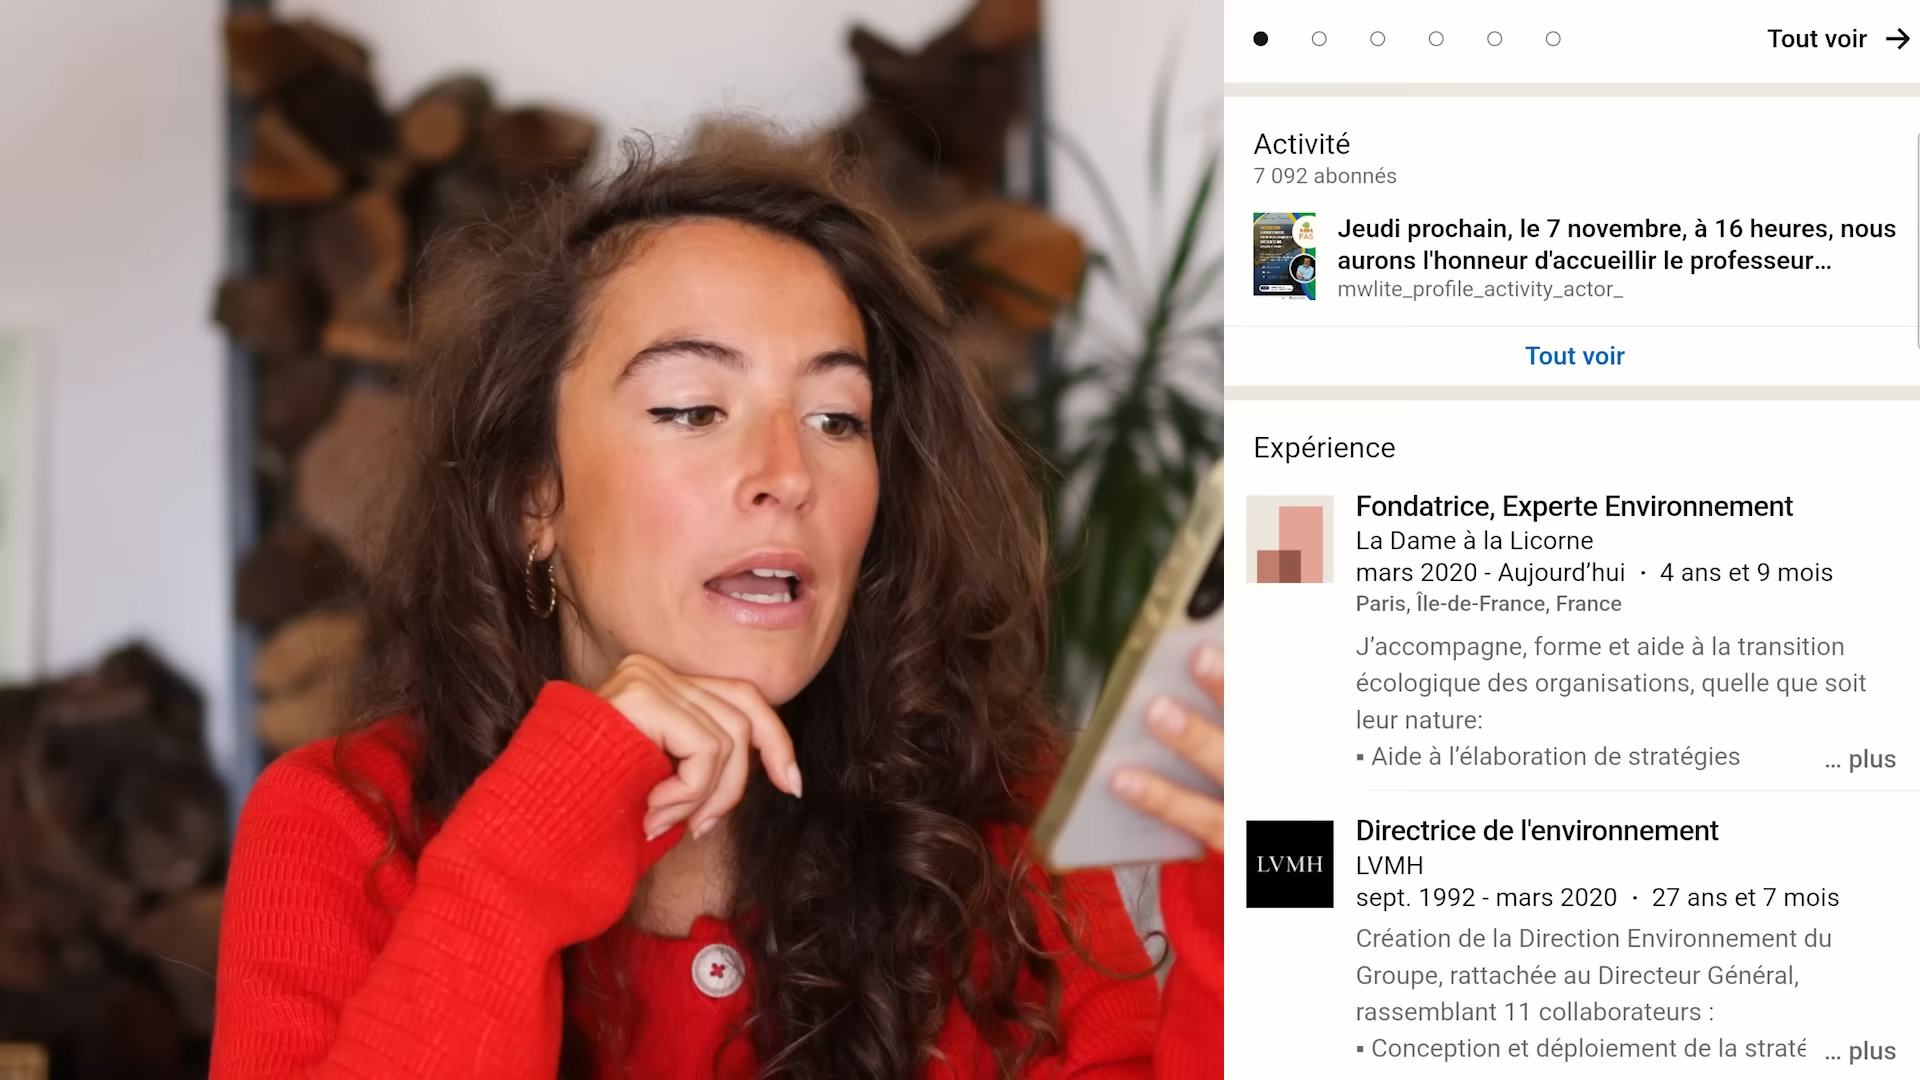 Tout voir
Activité
7 092 abonnés
Jeudi prochain, le 7 novembre, à 16 heures, nous
aurons l'honneur d'accueillir le professeur...
mwlite_profile_activity_actor_
Tout voir
Expérience
Fondatrice, Experte Environnement
La Dame à la Licorne
mars 2020 - Aujourd’hui · 4 ans et 9 mois
Paris, Île-de-France, France
J’accompagne, forme et aide à la transition
écologique des organisations, quelle que soit
leur nature:
▪ Aide à l’élaboration de stratégies ... plus
LVMH
Directrice de l'environnement
LVMH
sept. 1992 - mars 2020 · 27 ans et 7 mois
Création de la Direction Environnement du
Groupe, rattachée au Directeur Général,
rassemblant 11 collaborateurs :
▪ Conception et déploiement de la straté ... plus